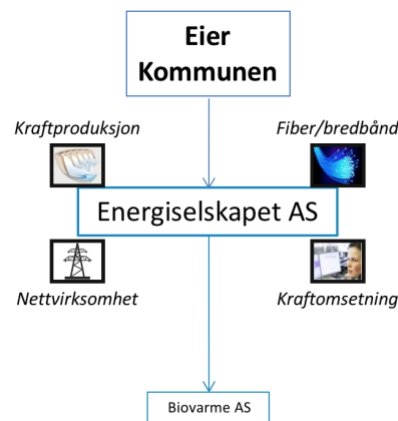 Eier
Kommunen
Kraftproduksjon
Fiber/bredbånd
Energiselskapet AS
Nettvirksomhet
Kraftomsetning
Biovarme AS